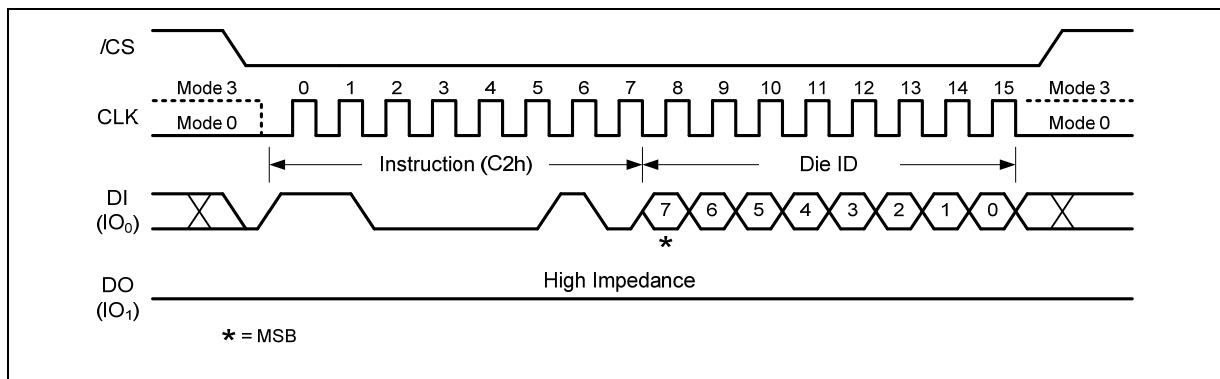 /CS
Mode 3 0 1 2 3 4 5 6 7 8 9 10 11 12 13 14 15 Mode 3
CLK
Mode 0 Mode 0
Instruction (C2h) Die ID
DI
(IO₀)
7 6 5 4 3 2 1 0
*
High Impedance
DO
(IO₁)
* = MSB